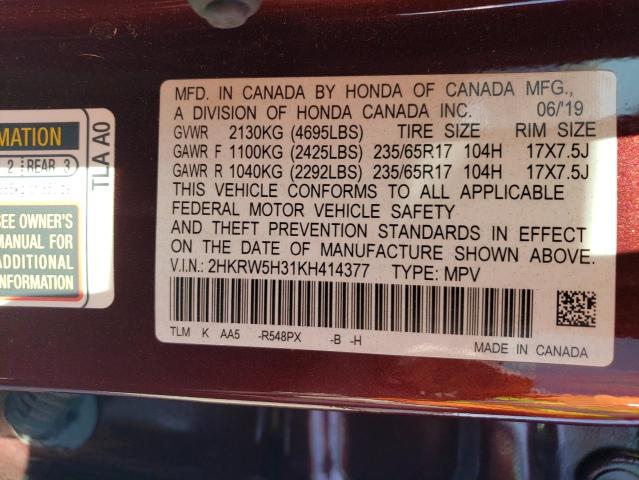 MFD. IN CANADA BY HONDA OF CANADA MFG.,
A DIVISION OF HONDA CANADA INC. 06/'19
GVWR 2130KG (4695LBS) TIRE SIZE RIM SIZE
GAWR F 1100KG (2425LBS) 235/65R17 104H 17X7.5J
GAWR R 1040KG (2292LBS) 235/65R17 104H 17X7.5J
THIS VEHICLE CONFORMS TO ALL APPLICABLE
FEDERAL MOTOR VEHICLE SAFETY
AND THEFT PREVENTION STANDARDS IN EFFECT
ON THE DATE OF MANUFACTURE SHOWN ABOVE.
V.I.N.: 2HKRW5H31KH414377 TYPE: MPV
TLM K AA5 -R548PX -B -H
MADE IN CANADA
MATION
2 REAR 3
SEE OWNER'S
MANUAL FOR
ADDITIONAL
INFORMATION
TLA A0